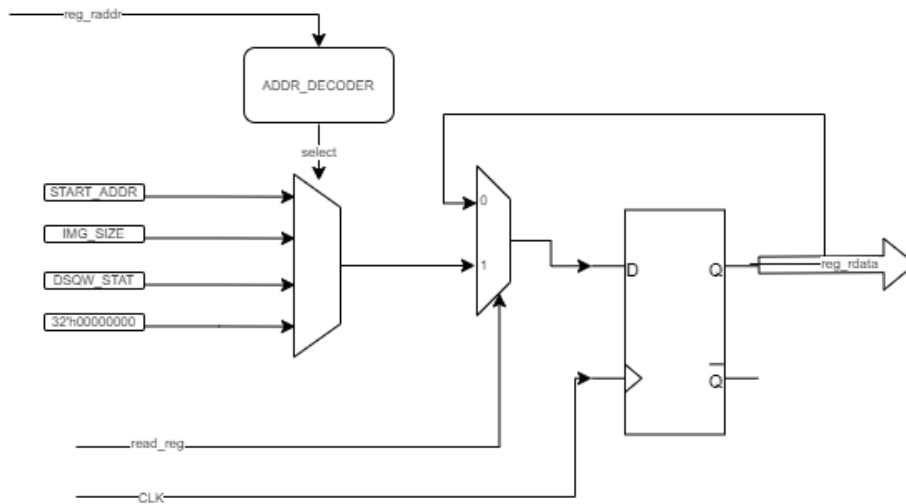 reg_raddr
ADDR_DECODER
select
START_ADDR
IMG_SIZE
DSQW_STAT
32'h00000000
0
1
D
Q
reg_rdata
Q
read_reg
CLK